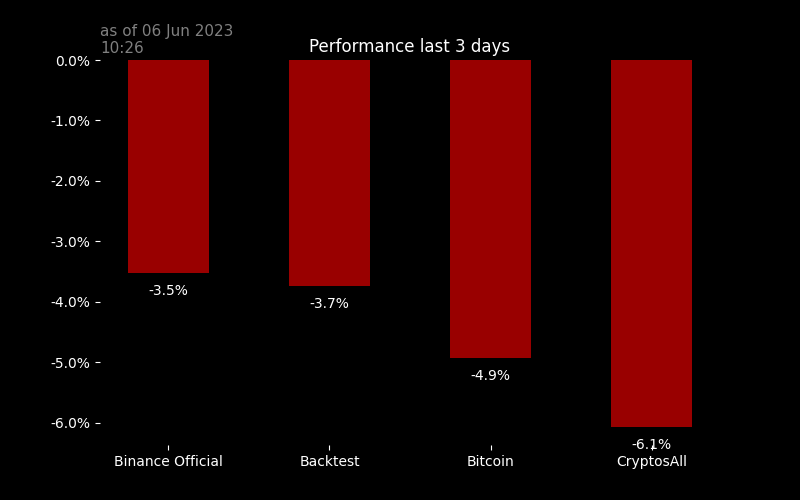 as of 06 Jun 2023
10:26
Performance last 3 days
0.0%
-1.0%
-2.0%
-3.0%
-4.0%
-5.0%
-6.0%
-3.5%
-3.7%
-4.9%
-6.1%
Binance Official
Backtest
Bitcoin
CryptosAll